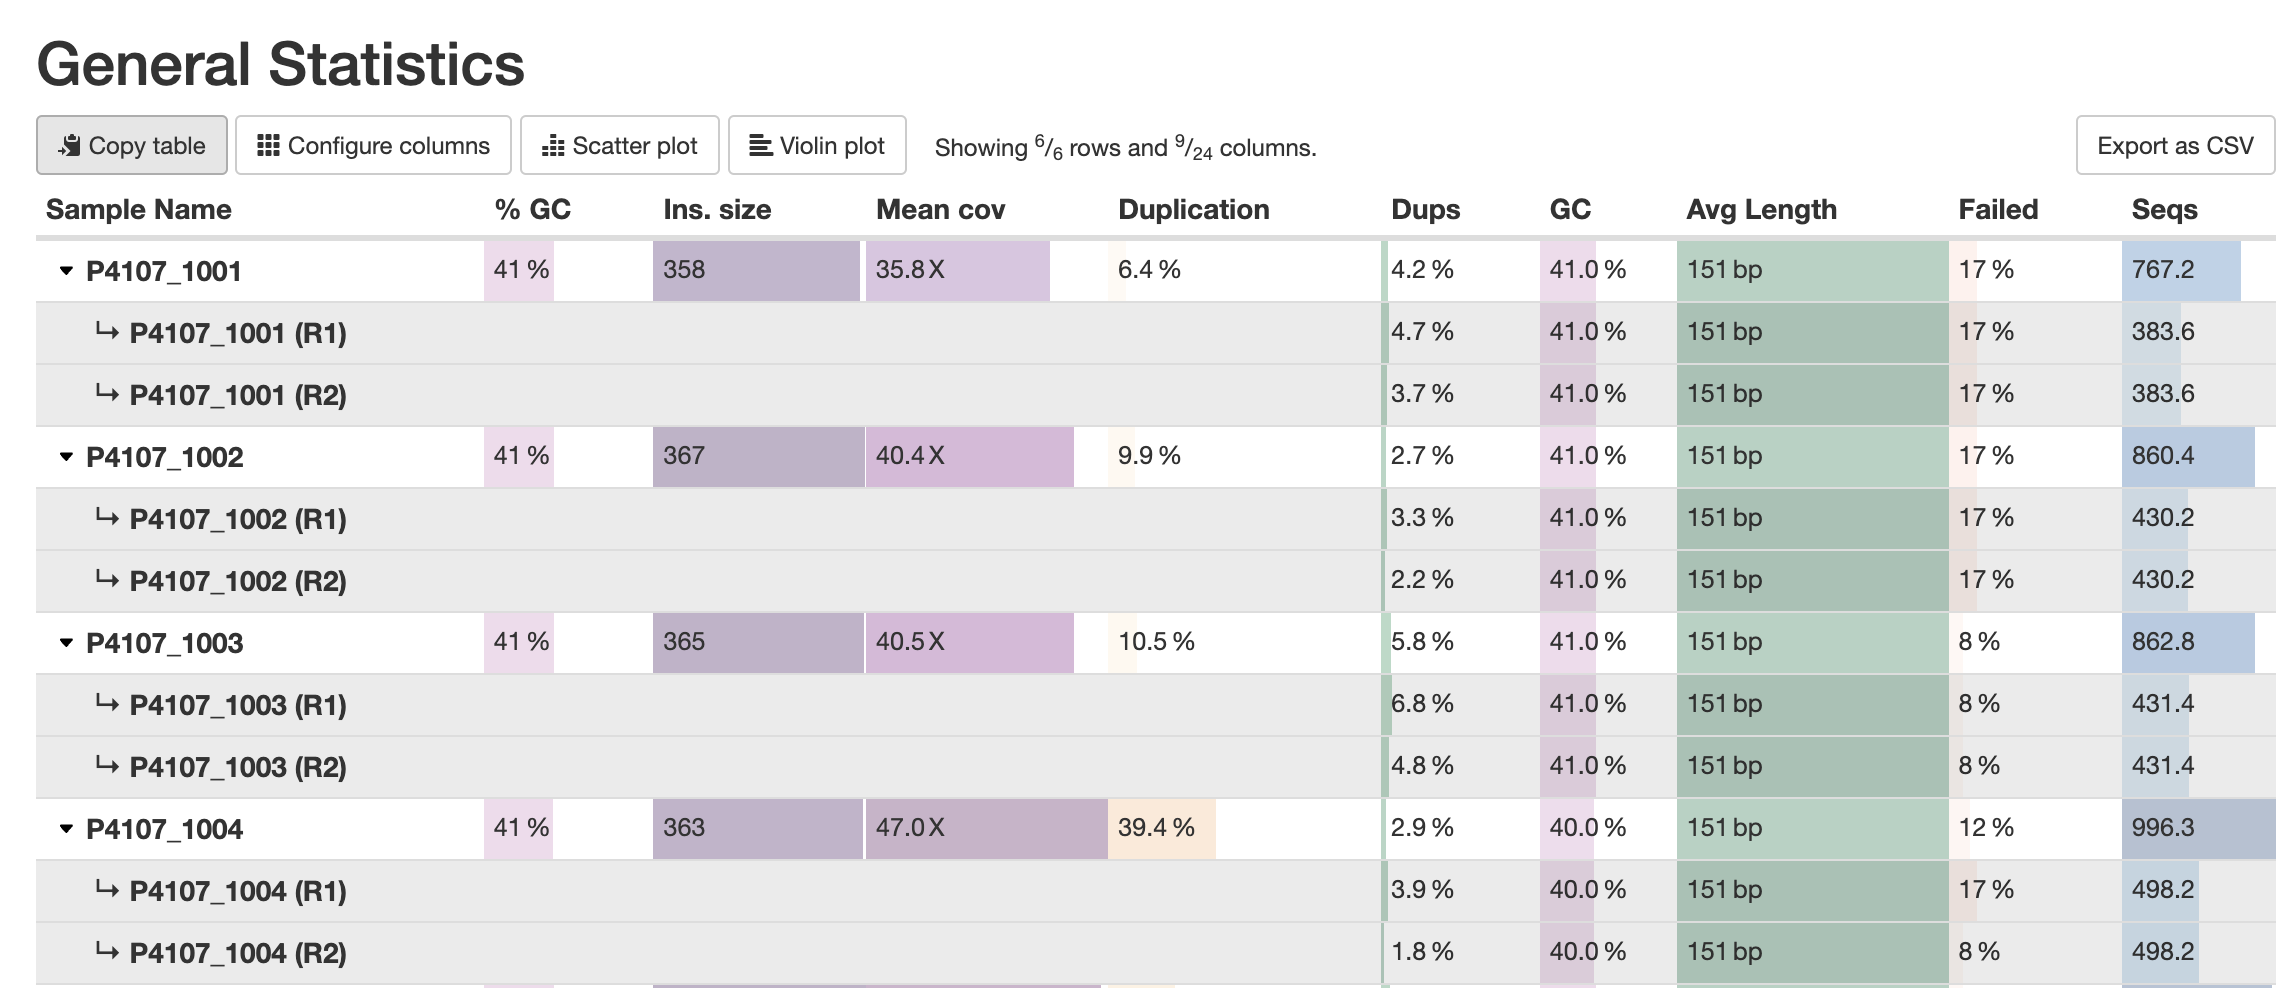 General Statistics
Copy table Configure columns Scatter plot Violin plot Showing 6/6 rows and 9/24 columns. Export as CSV
Sample Name % GC Ins. size Mean cov Duplication Dups GC Avg Length Failed Seqs
P4107_1001 41 % 358 35.8 X 6.4 % 4.2 % 41.0 % 151 bp 17 % 767.2
P4107_1001 (R1) 4.7 % 41.0 % 151 bp 17 % 383.6
P4107_1001 (R2) 3.7 % 41.0 % 151 bp 17 % 383.6
P4107_1002 41 % 367 40.4 X 9.9 % 2.7 % 41.0 % 151 bp 17 % 860.4
P4107_1002 (R1) 3.3 % 41.0 % 151 bp 17 % 430.2
P4107_1002 (R2) 2.2 % 41.0 % 151 bp 17 % 430.2
P4107_1003 41 % 365 40.5 X 10.5 % 5.8 % 41.0 % 151 bp 8 % 862.8
P4107_1003 (R1) 6.8 % 41.0 % 151 bp 8 % 431.4
P4107_1003 (R2) 4.8 % 41.0 % 151 bp 8 % 431.4
P4107_1004 41 % 363 47.0 X 39.4 % 2.9 % 40.0 % 151 bp 12 % 996.3
P4107_1004 (R1) 3.9 % 40.0 % 151 bp 17 % 498.2
P4107_1004 (R2) 1.8 % 40.0 % 151 bp 8 % 498.2